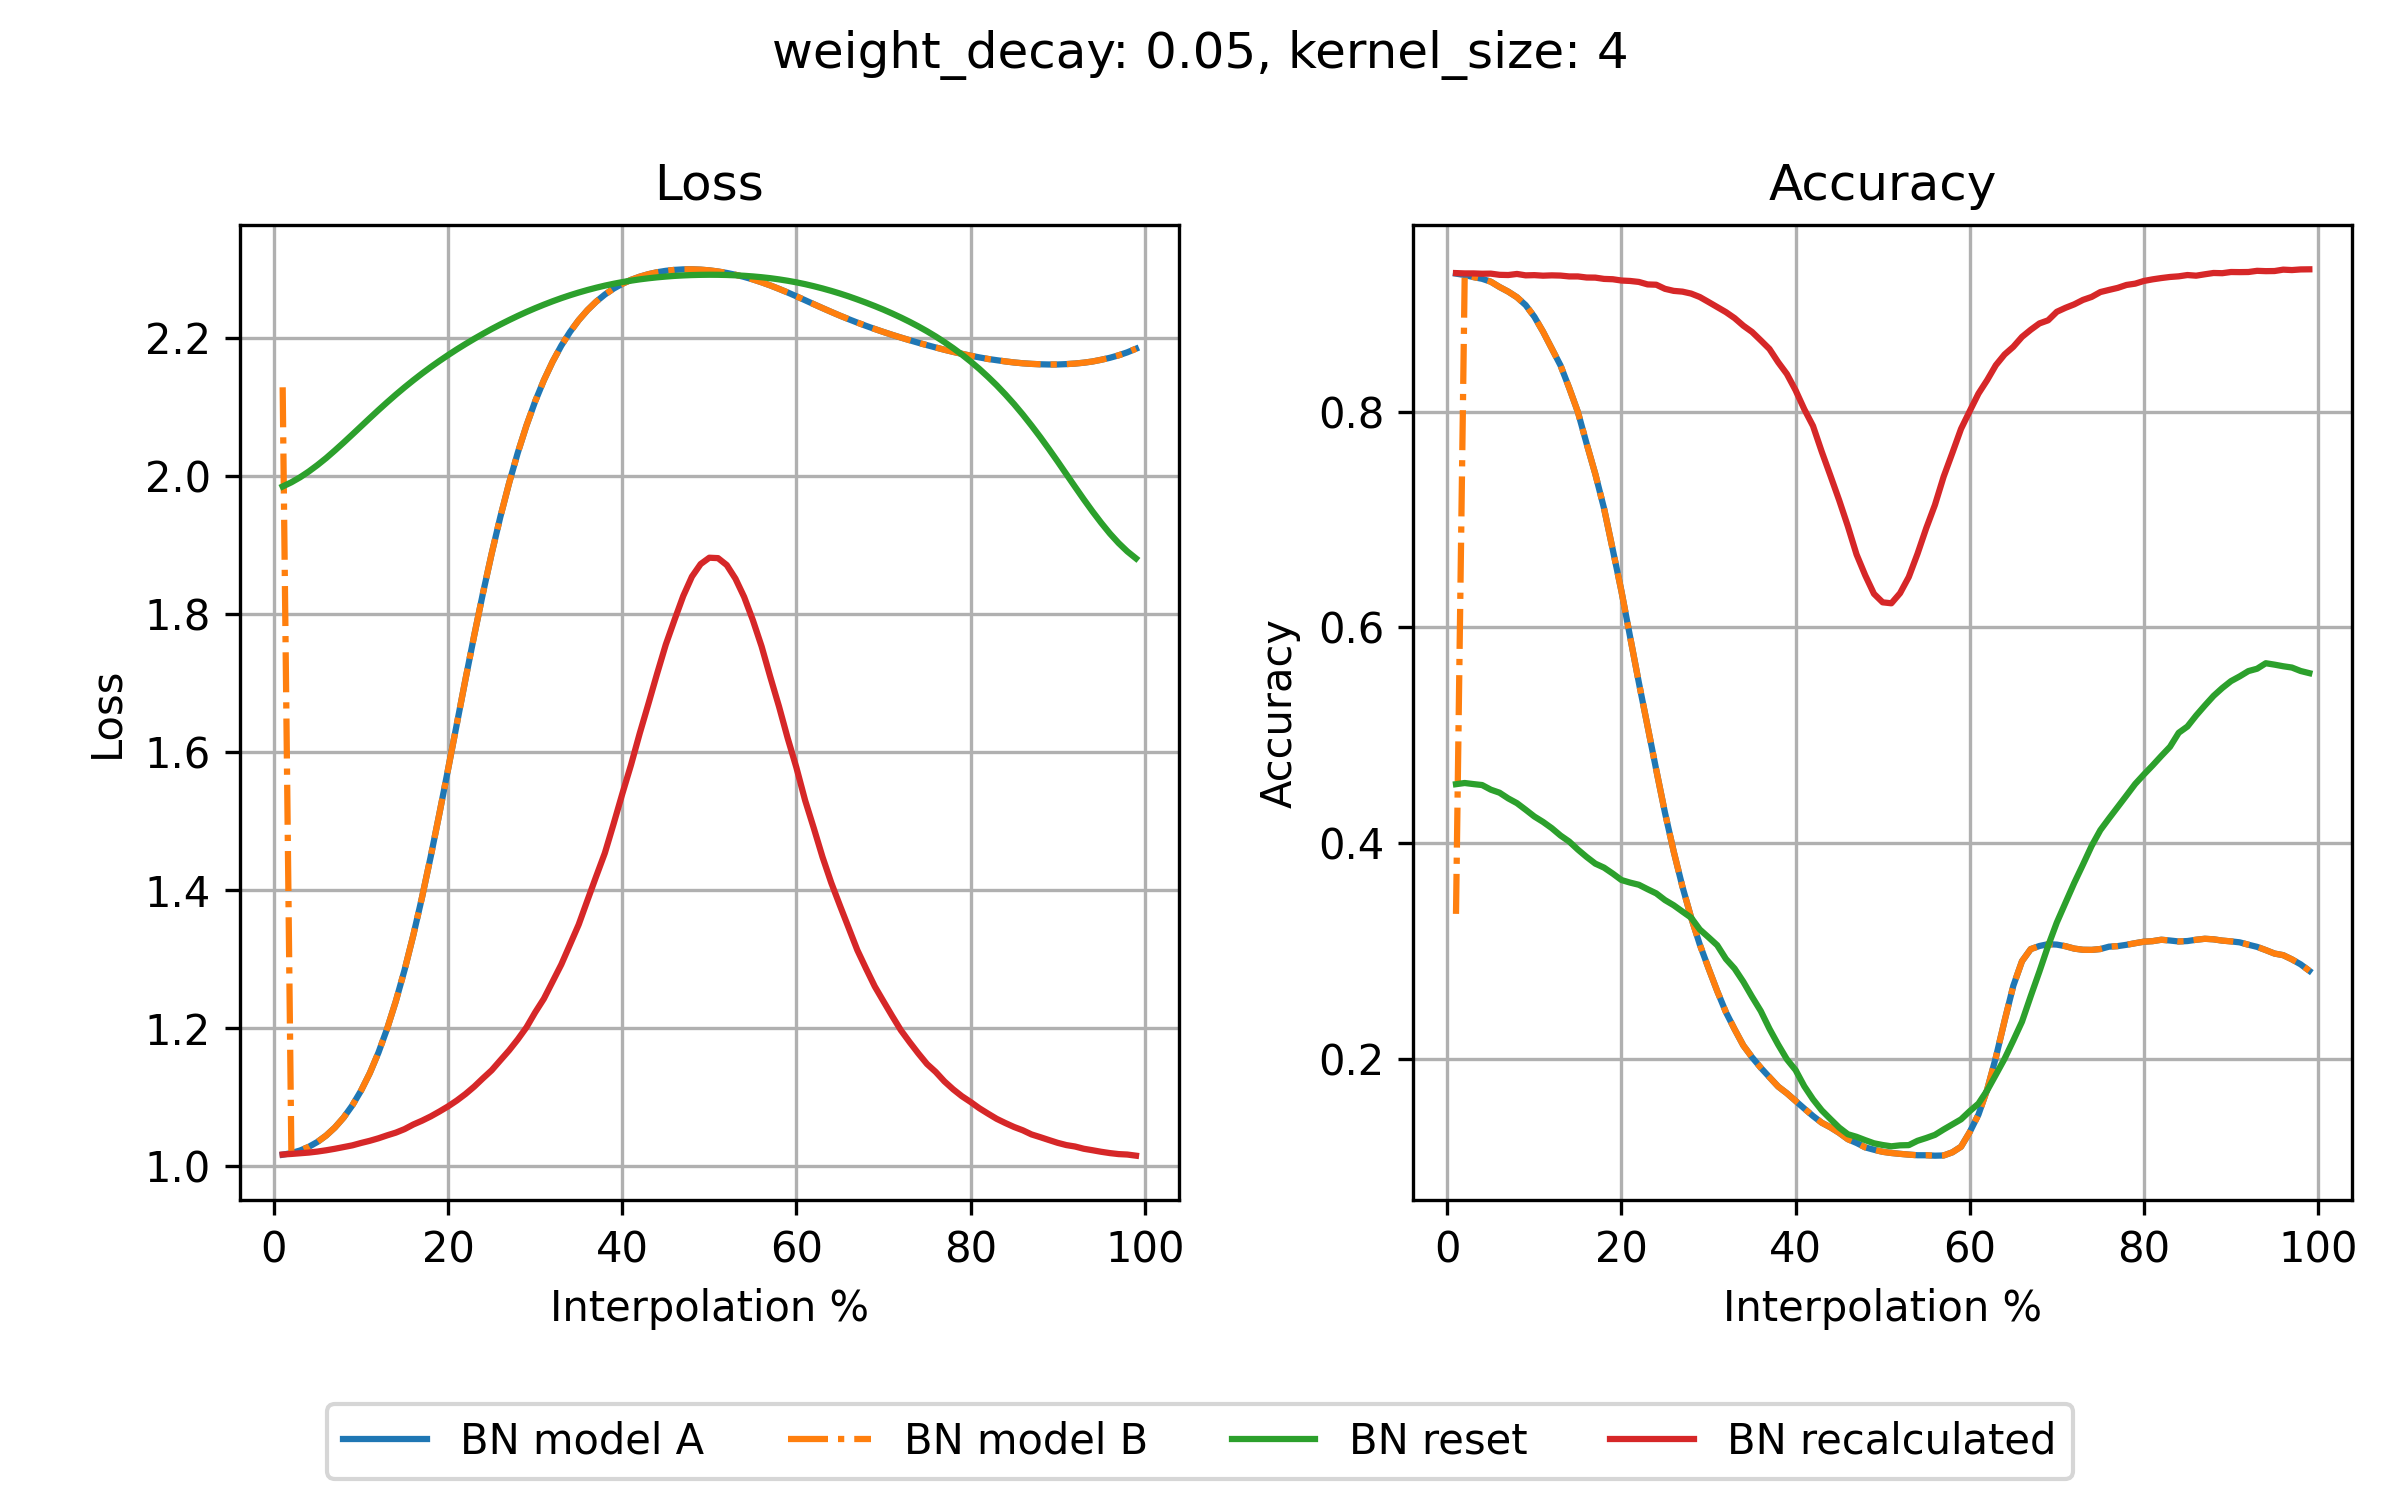 weight_decay: 0.05, kernel_size: 4
Loss
Accuracy
Loss
2.2
2.0
1.8
1.6
1.4
1.2
1.0
0 20 40 60 80 100
Interpolation %
Accuracy
0.8
0.6
0.4
0.2
0 20 40 60 80 100
Interpolation %
BN model A BN model B BN reset BN recalculated